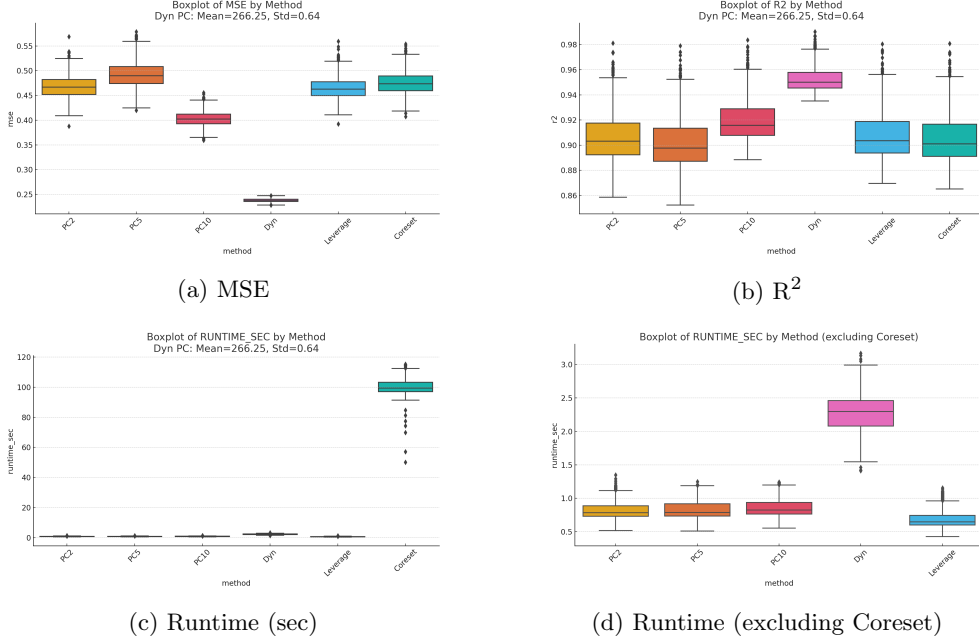 Boxplot of MSE by Method
Dyn PC: Mean=266.25, Std=0.64
0.55
0.50
0.45
0.40
0.35
0.30
0.25
mse
PC2
PC5
PC10
Dyn
Leverage
Coreset
method
(a) MSE
Boxplot of R2 by Method
Dyn PC: Mean=266.25, Std=0.64
0.98
0.96
0.94
0.92
0.90
0.88
0.86
r2
PC2
PC5
PC10
Dyn
Leverage
Coreset
method
(b) R²
Boxplot of RUNTIME_SEC by Method
Dyn PC: Mean=266.25, Std=0.64
120
100
80
60
40
20
0
runtime_sec
PC2
PC5
PC10
Dyn
Leverage
Coreset
method
(c) Runtime (sec)
Boxplot of RUNTIME_SEC by Method (excluding Coreset)
3.0
2.5
2.0
1.5
1.0
0.5
runtime_sec
PC2
PC5
PC10
Dyn
Leverage
method
(d) Runtime (excluding Coreset)